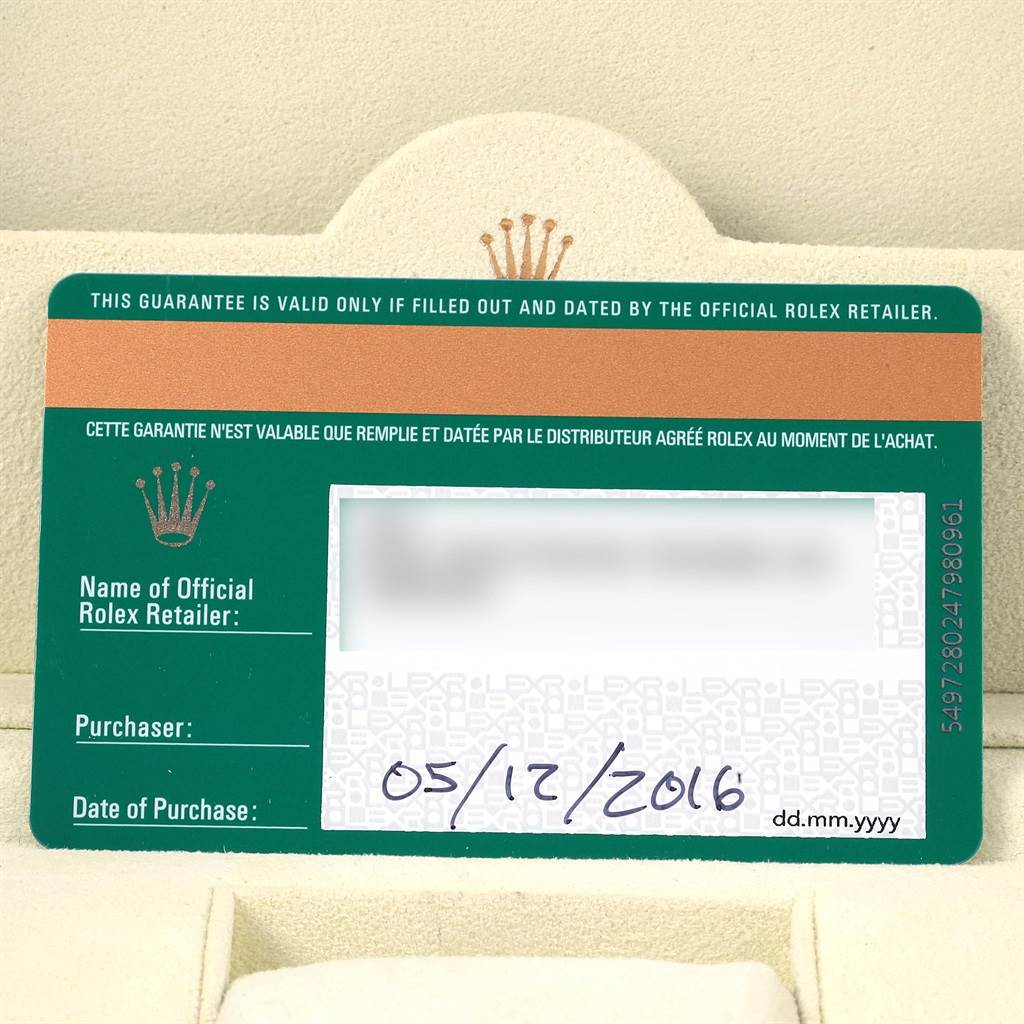 THIS GUARANTEE IS VALID ONLY IF FILLED OUT AND DATED BY THE OFFICIAL ROLEX RETAILER.
CETTE GARANTIE N'EST VALABLE QUE REMPLIE ET DATÉE PAR LE DISTRIBUTEUR AGRÉÉ ROLEX AU MOMENT DE L'ACHAT.
Name of Official
Rolex Retailer:
Purchaser:
Date of Purchase:
05/12/2016
dd.mm.yyyy
5497280247980961